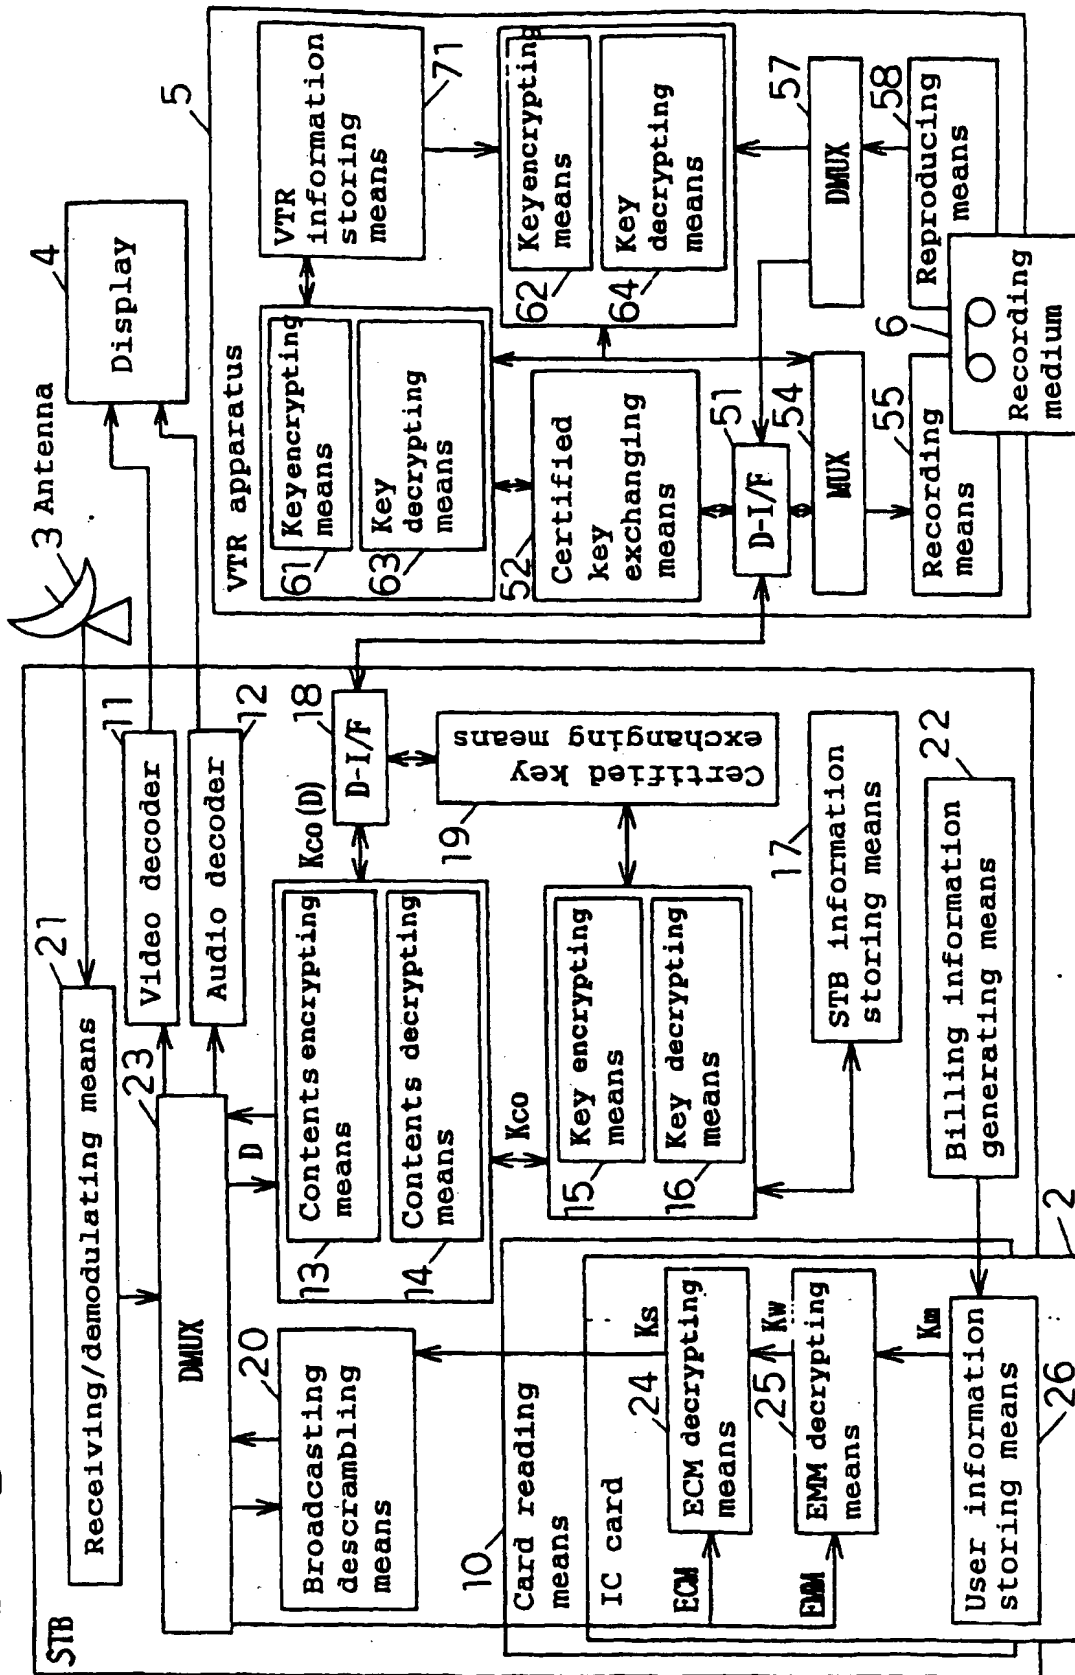 STB
Receiving/demodulating means
21
3 Antenna
4
Display
DMUX
23
Video decoder
11
Audio decoder
12
Broadcasting
descrambling
means
20
D
Contents encrypting
means
13
Contents decrypting
means
14
Kco(D)
D-I/F
18
Certified key
exchanging means
19
Kco
Key encrypting
means
15
Key decrypting
means
16
STB information
storing means
17
Billing information
generating means
22
10
Card reading
means
IC card
2
ECM
EMM
Ks
ECM decrypting
means
24
Kw
EMM decrypting
means
25
Km
User information
storing means
26
5
VTR apparatus
Keyencrypting
means
61
Key
decrypting
means
63
VTR
information
storing
means
71
Certified
key
exchanging
means
52
Keyencrypting
means
62
Key
decrypting
means
64
D-I/F
51
MUX
54
DMUX
57
Recording
means
55
Reproducing
means
58
6
Recording
medium